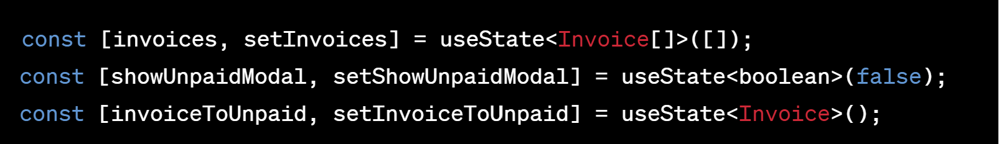 const [invoices, setInvoices] = useState<Invoice[]>([]);
const [showUnpaidModal, setShowUnpaidModal] = useState<boolean>(false);
const [invoiceToUnpaid, setInvoiceToUnpaid] = useState<Invoice>();